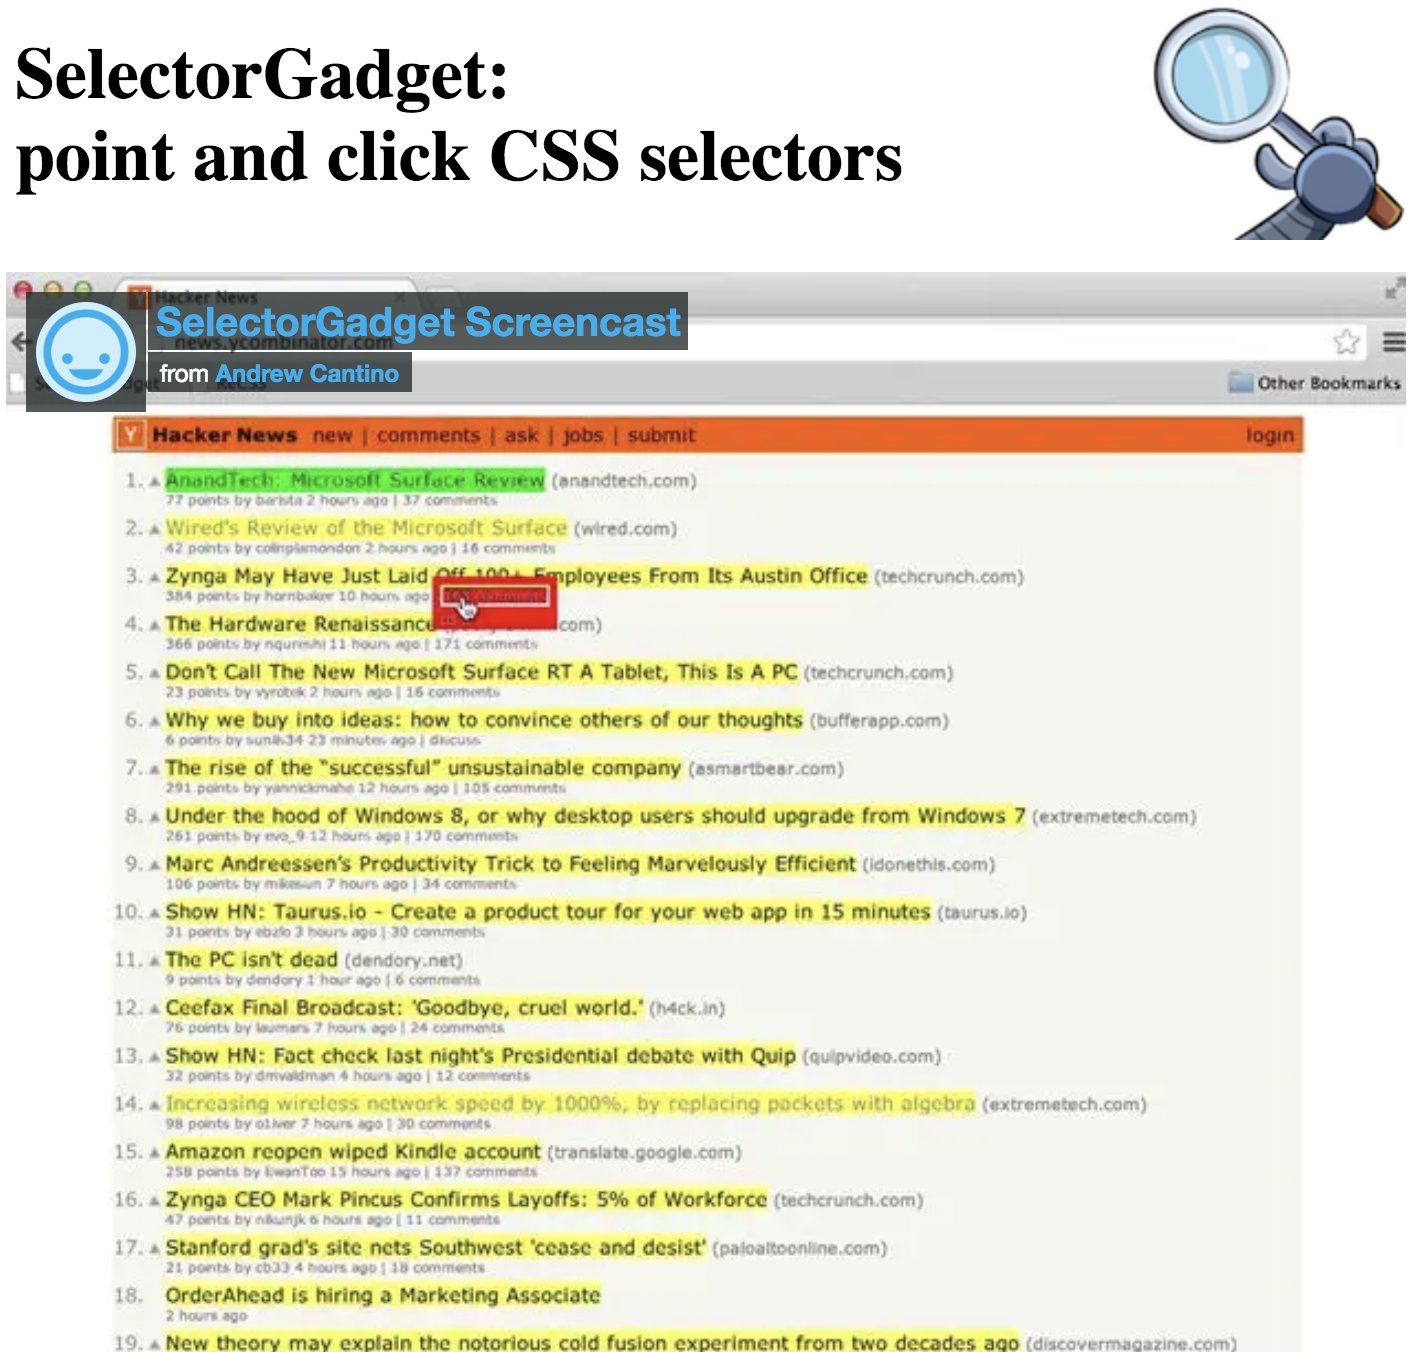 SelectorGadget:
point and click CSS selectors
Hacker News
SelectorGadget Screencast
news.ycombinator.com
from Andrew Cantino
Other Bookmarks
Y Hacker News new | comments | ask | jobs | submit login
1. AnandTech: Microsoft Surface Review (anandtech.com)
77 points by barista 2 hours ago | 37 comments
2. Wired's Review of the Microsoft Surface (wired.com)
42 points by colinplamondon 2 hours ago | 16 comments
3. Zynga May Have Just Laid Off 100+ Employees From Its Austin Office (techcrunch.com)
384 points by hornbaker 10 hours ago comments
4. The Hardware Renaissance com)
366 points by nqureshi 11 hours ago | 171 comments
5. Don't Call The New Microsoft Surface RT A Tablet, This Is A PC (techcrunch.com)
23 points by vyrotek 2 hours ago | 16 comments
6. Why we buy into ideas: how to convince others of our thoughts (bufferapp.com)
6 points by sunik34 23 minutes ago | discuss
7. The rise of the "successful" unsustainable company (asmartbear.com)
291 points by yannickmahe 12 hours ago | 105 comments
8. Under the hood of Windows 8, or why desktop users should upgrade from Windows 7 (extremetech.com)
261 points by evo_9 12 hours ago | 170 comments
9. Marc Andreessen's Productivity Trick to Feeling Marvelously Efficient (idonethis.com)
106 points by mikesun 7 hours ago | 34 comments
10. Show HN: Taurus.io - Create a product tour for your web app in 15 minutes (taurus.io)
31 points by ebzlo 3 hours ago | 30 comments
11. The PC isn't dead (dendory.net)
9 points by dendory 1 hour ago | 6 comments
12. Ceefax Final Broadcast: 'Goodbye, cruel world.' (h4ck.in)
76 points by laumars 7 hours ago | 24 comments
13. Show HN: Fact check last night's Presidential debate with Quip (quipvideo.com)
32 points by dmvaldman 4 hours ago | 12 comments
14. Increasing wireless network speed by 1000%, by replacing packets with algebra (extremetech.com)
98 points by o1iver 7 hours ago | 30 comments
15. Amazon reopen wiped Kindle account (translate.google.com)
258 points by EwanToo 15 hours ago | 137 comments
16. Zynga CEO Mark Pincus Confirms Layoffs: 5% of Workforce (techcrunch.com)
47 points by nikunjk 6 hours ago | 11 comments
17. Stanford grad's site nets Southwest 'cease and desist' (paloaltoonline.com)
21 points by cb33 4 hours ago | 18 comments
18. OrderAhead is hiring a Marketing Associate
2 hours ago
19. New theory may explain the notorious cold fusion experiment from two decades ago (discovermagazine.com)